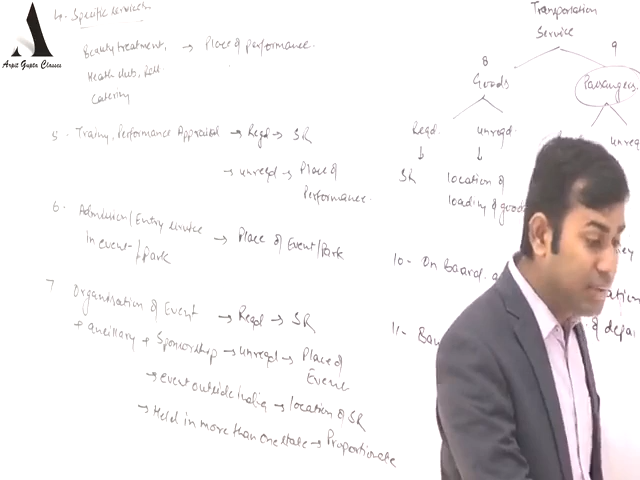 Arpit Gupta Classes
4. Specific services
Beauty treatment, → Place of performance.
Health club,
Catering
5. Performance Appraisal → Regd → SR
→ unregd → Place of
Performance.
6. Admission/Entry service
in event/Park → Place of Event/Park
7. Organisation of Event → Regd → SR
+ ancillary + Sponsorship → unregd → Place of
Event
→ event outside India → location of SR
→ Held in more than one state → Proportionate
Transportation
Service
8 9
Goods Passengers
Regd. unregd. unreg
↓ ↓
SR location of
loading of goods
10- On Board
11-
of depar